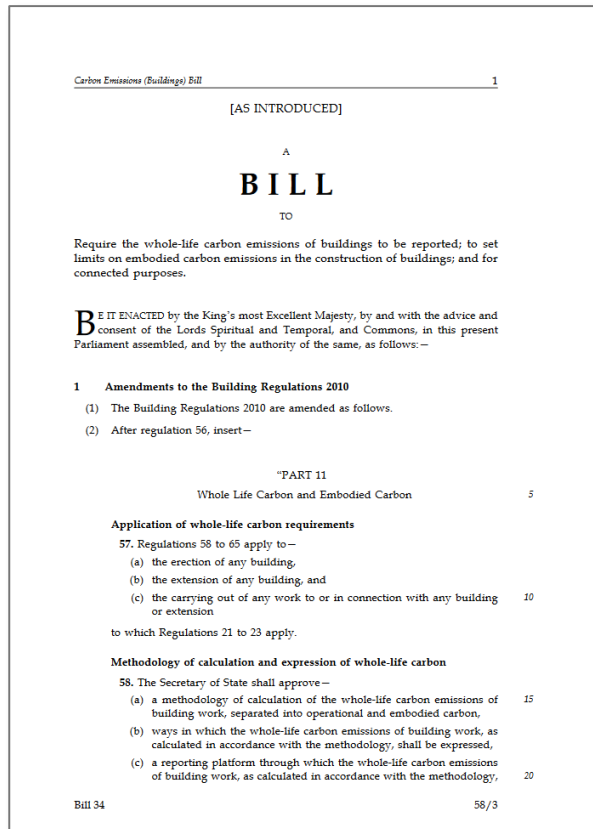 Carbon Emissions (Buildings) Bill 1
[AS INTRODUCED]
A
BILL
TO
Require the whole-life carbon emissions of buildings to be reported; to set
limits on embodied carbon emissions in the construction of buildings; and for
connected purposes.
BE IT ENACTED by the King's most Excellent Majesty, by and with the advice and
consent of the Lords Spiritual and Temporal, and Commons, in this present
Parliament assembled, and by the authority of the same, as follows:—
1 Amendments to the Building Regulations 2010
(1) The Building Regulations 2010 are amended as follows.
(2) After regulation 56, insert—
"PART 11
Whole Life Carbon and Embodied Carbon 5
Application of whole-life carbon requirements
57. Regulations 58 to 65 apply to—
(a) the erection of any building,
(b) the extension of any building, and
(c) the carrying out of any work to or in connection with any building 10
or extension
to which Regulations 21 to 23 apply.
Methodology of calculation and expression of whole-life carbon
58. The Secretary of State shall approve—
(a) a methodology of calculation of the whole-life carbon emissions of 15
building work, separated into operational and embodied carbon,
(b) ways in which the whole-life carbon emissions of building work, as
calculated in accordance with the methodology, shall be expressed,
(c) a reporting platform through which the whole-life carbon emissions
of building work, as calculated in accordance with the methodology, 20
Bill 34 58/3